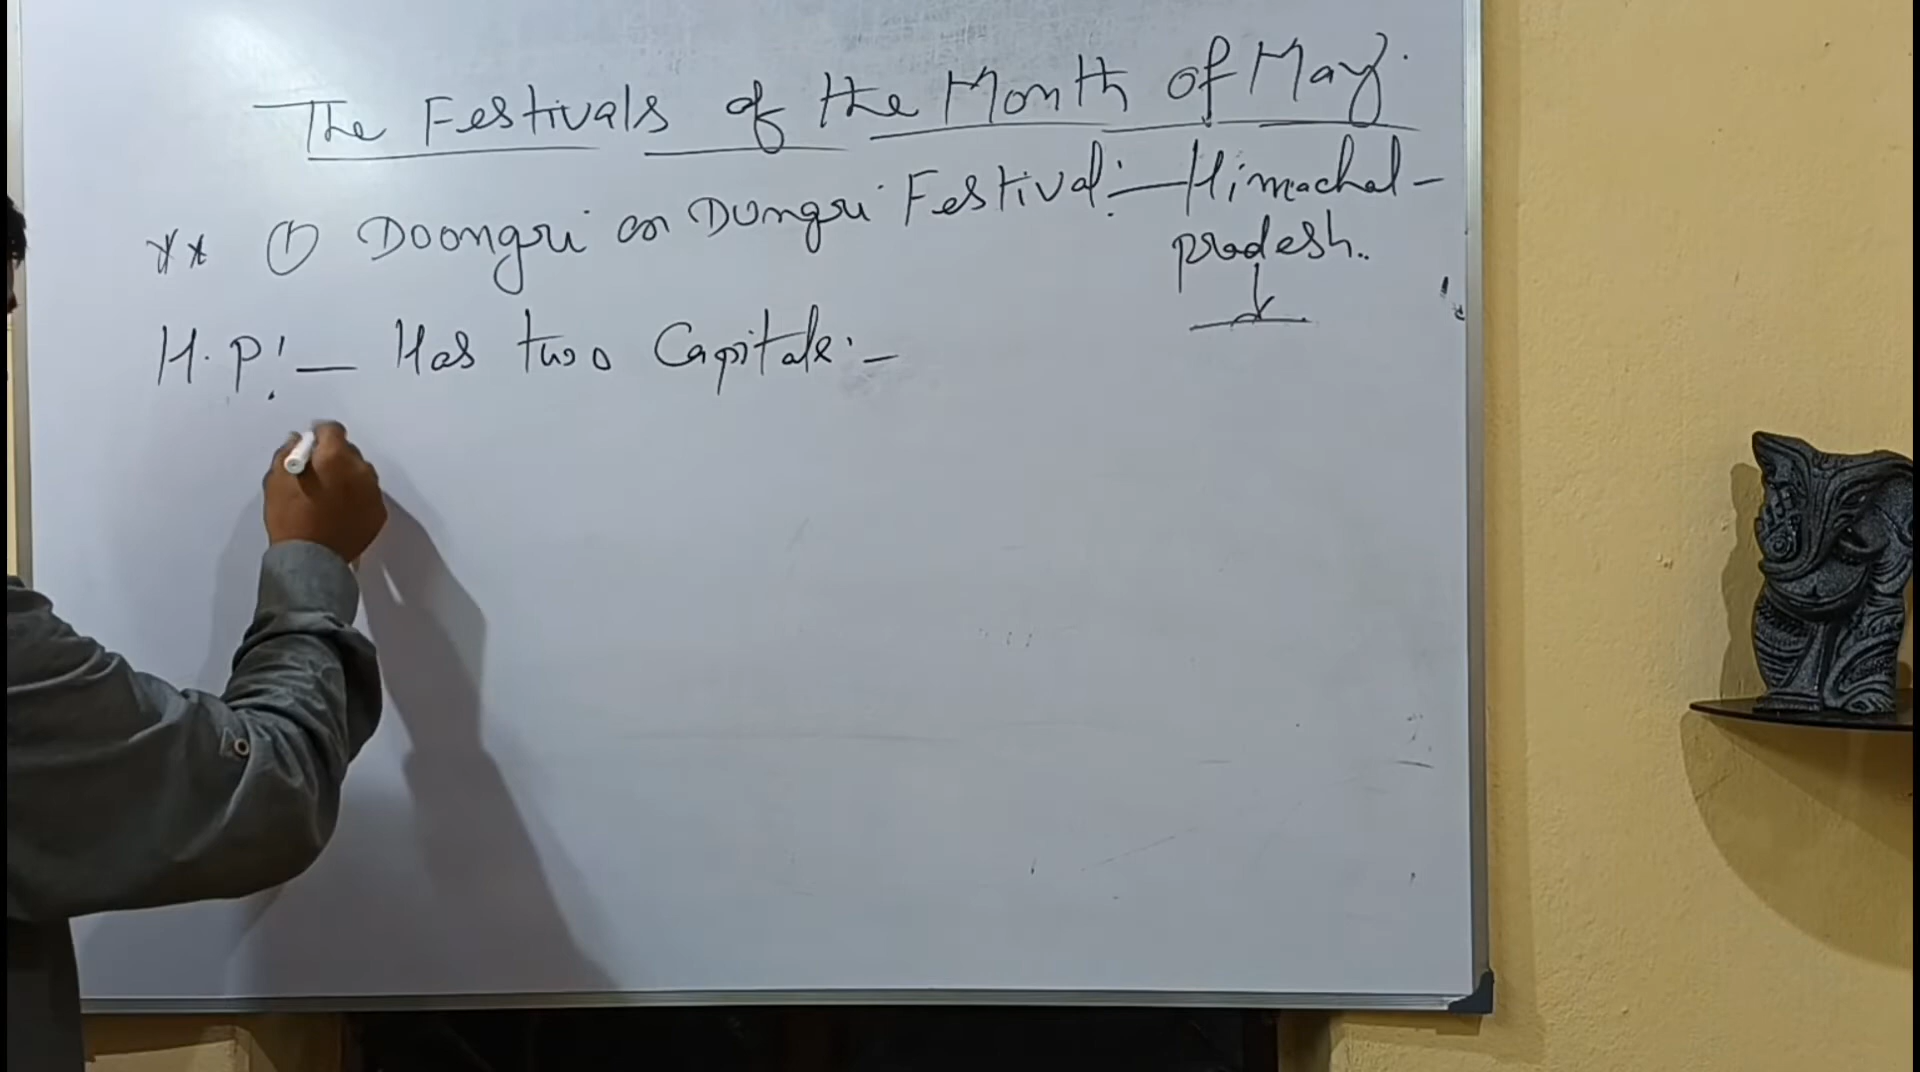 The Festivals of the Month of May.
** ① Doongri or Dungri Festival:- Himachal-
pradesh..
H.P:- Has two Capitals:-